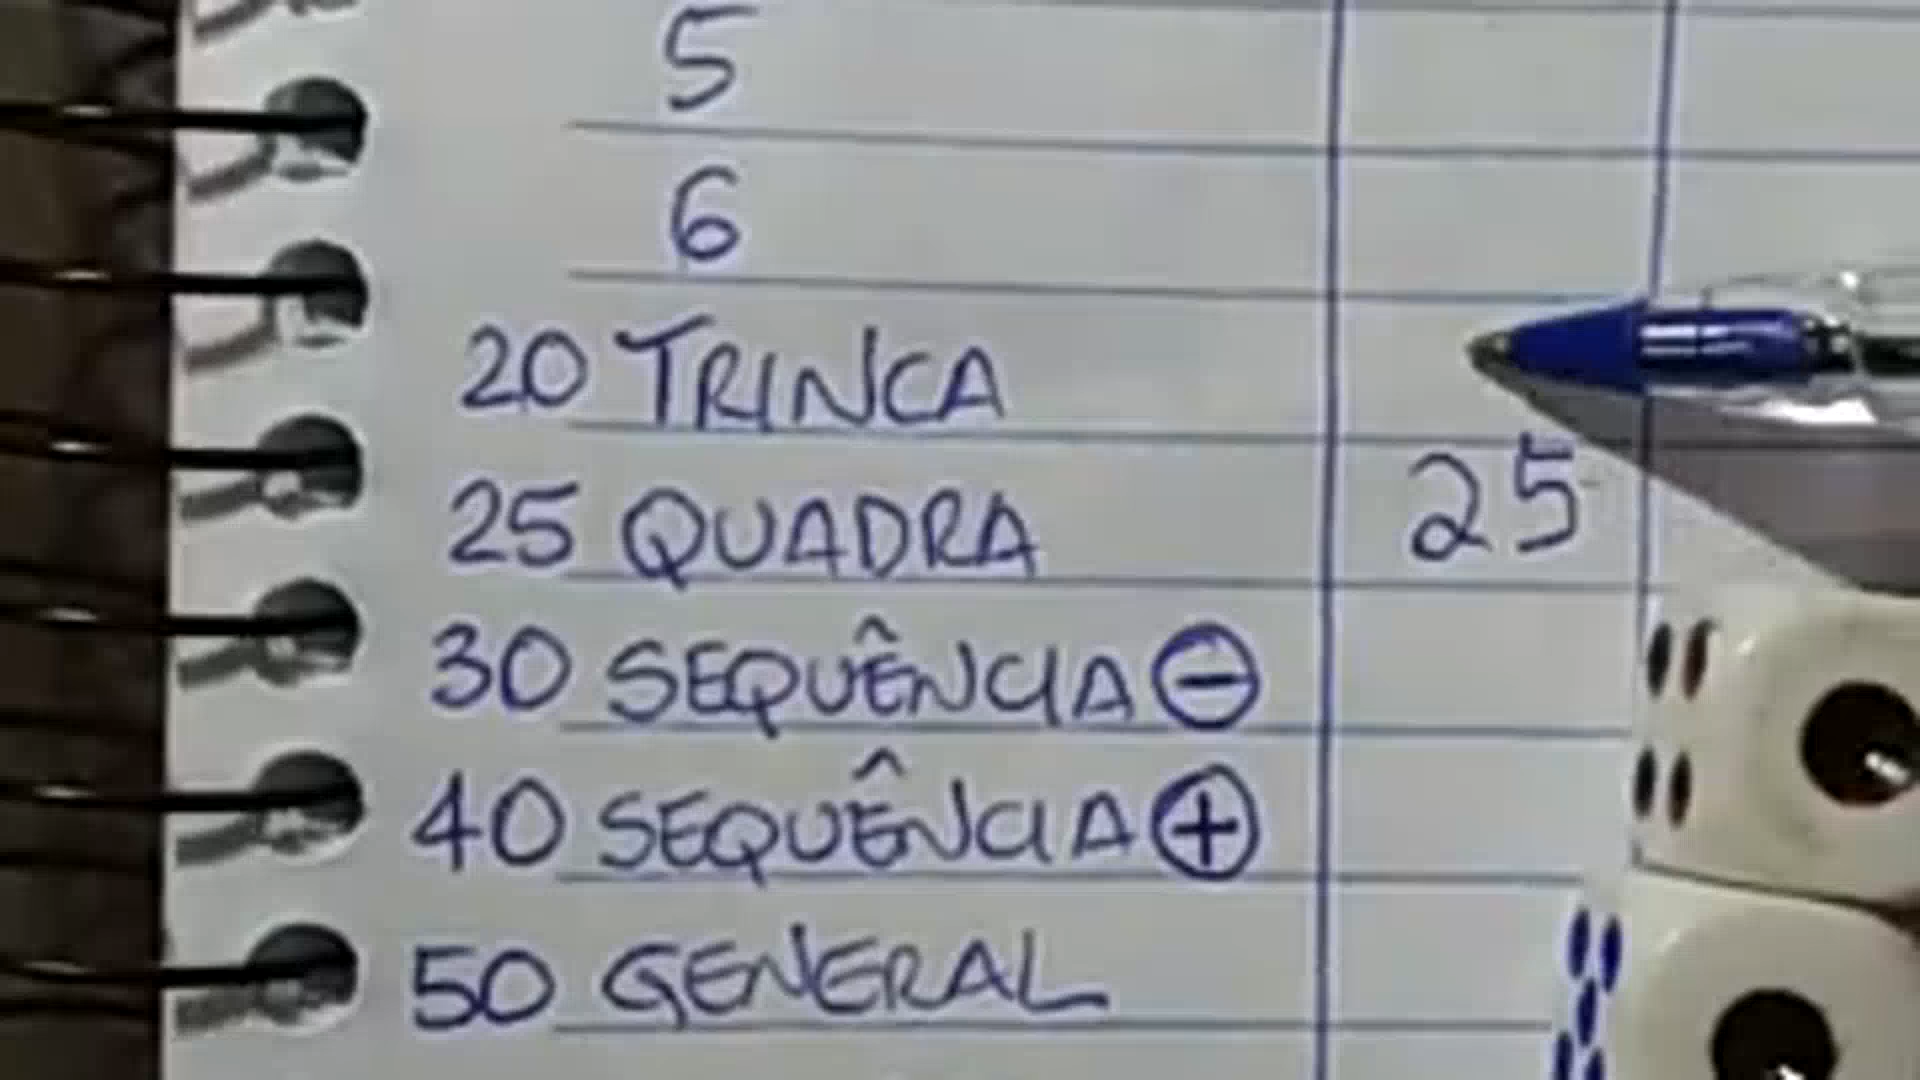 5
6
20 TRINCA
25 QUADRA 25
30 SEQUÊNCIA -
40 SEQUÊNCIA +
50 GENERAL